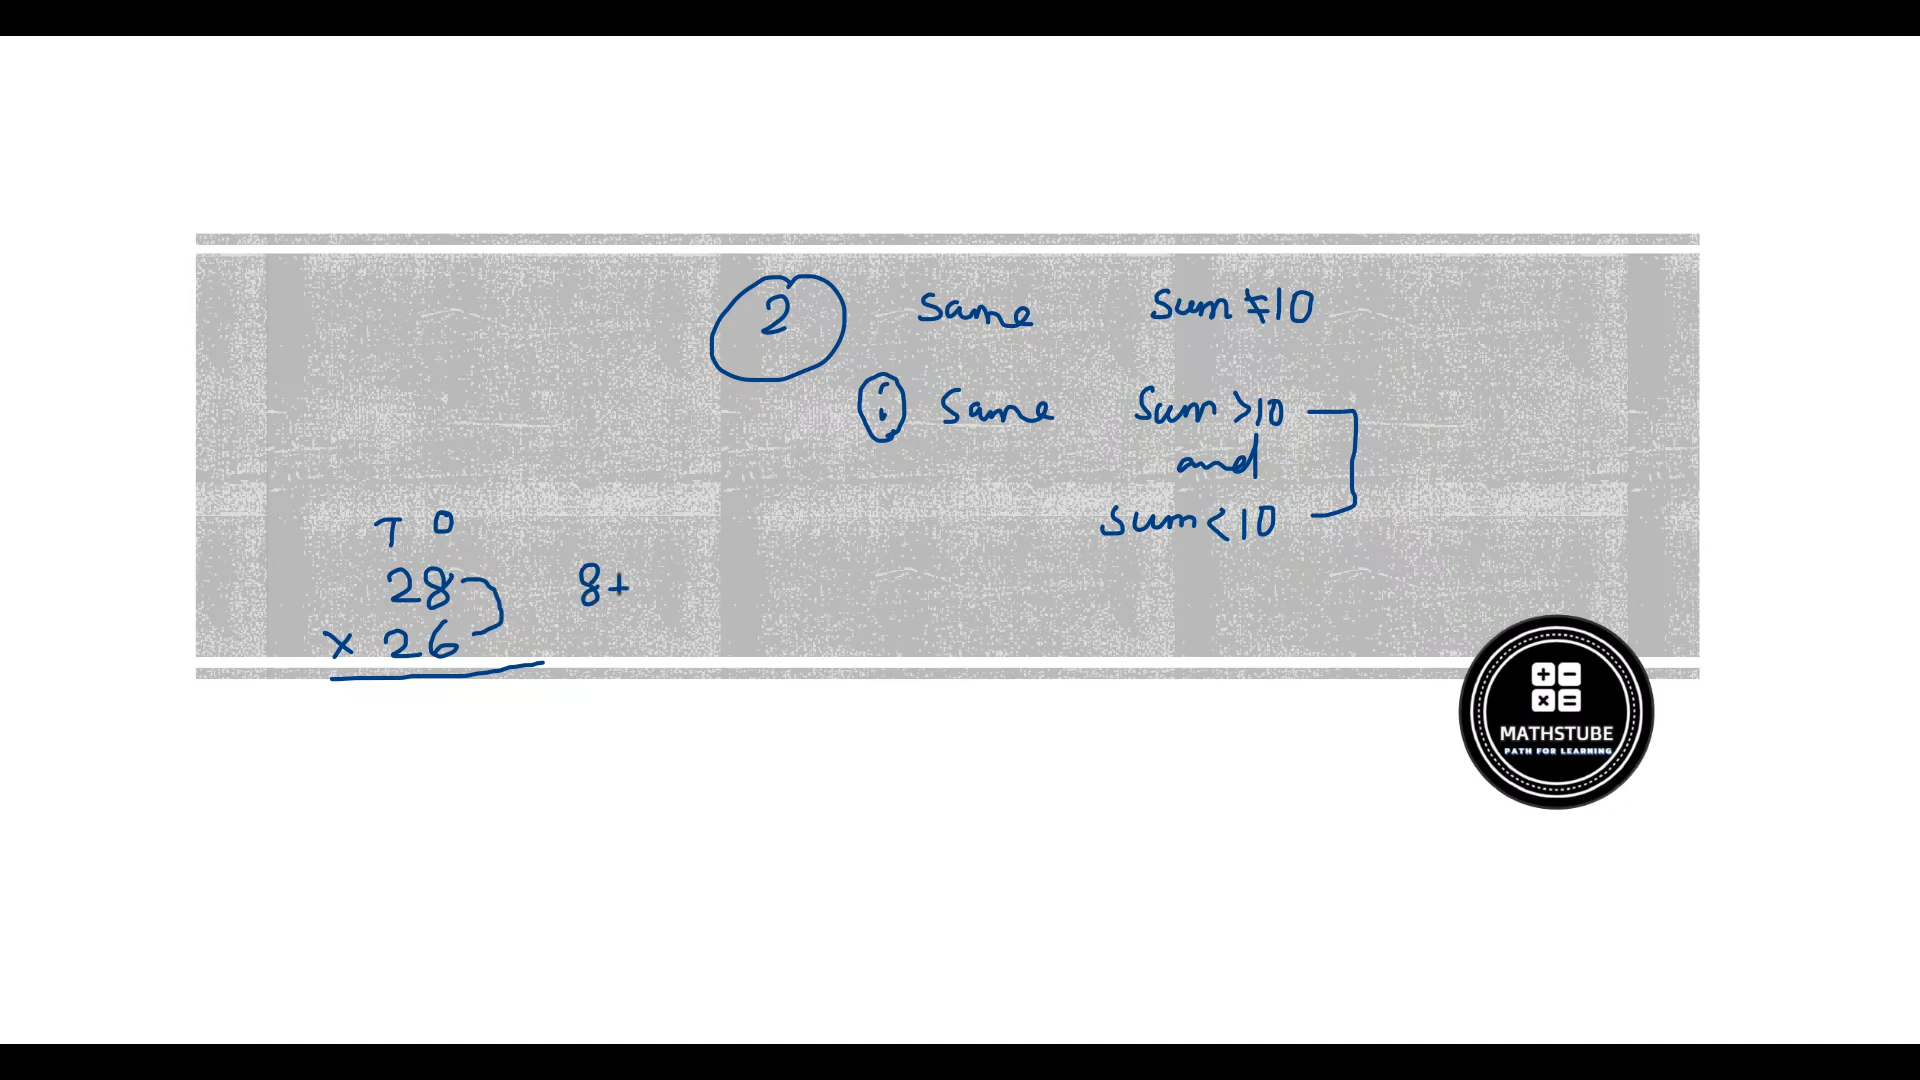 2 Same Sum ≠ 10
i Same Sum > 10
and
Sum < 10
T O
28 8+
× 26
+ −
× =
MATHSTUBE
PATH FOR LEARNING